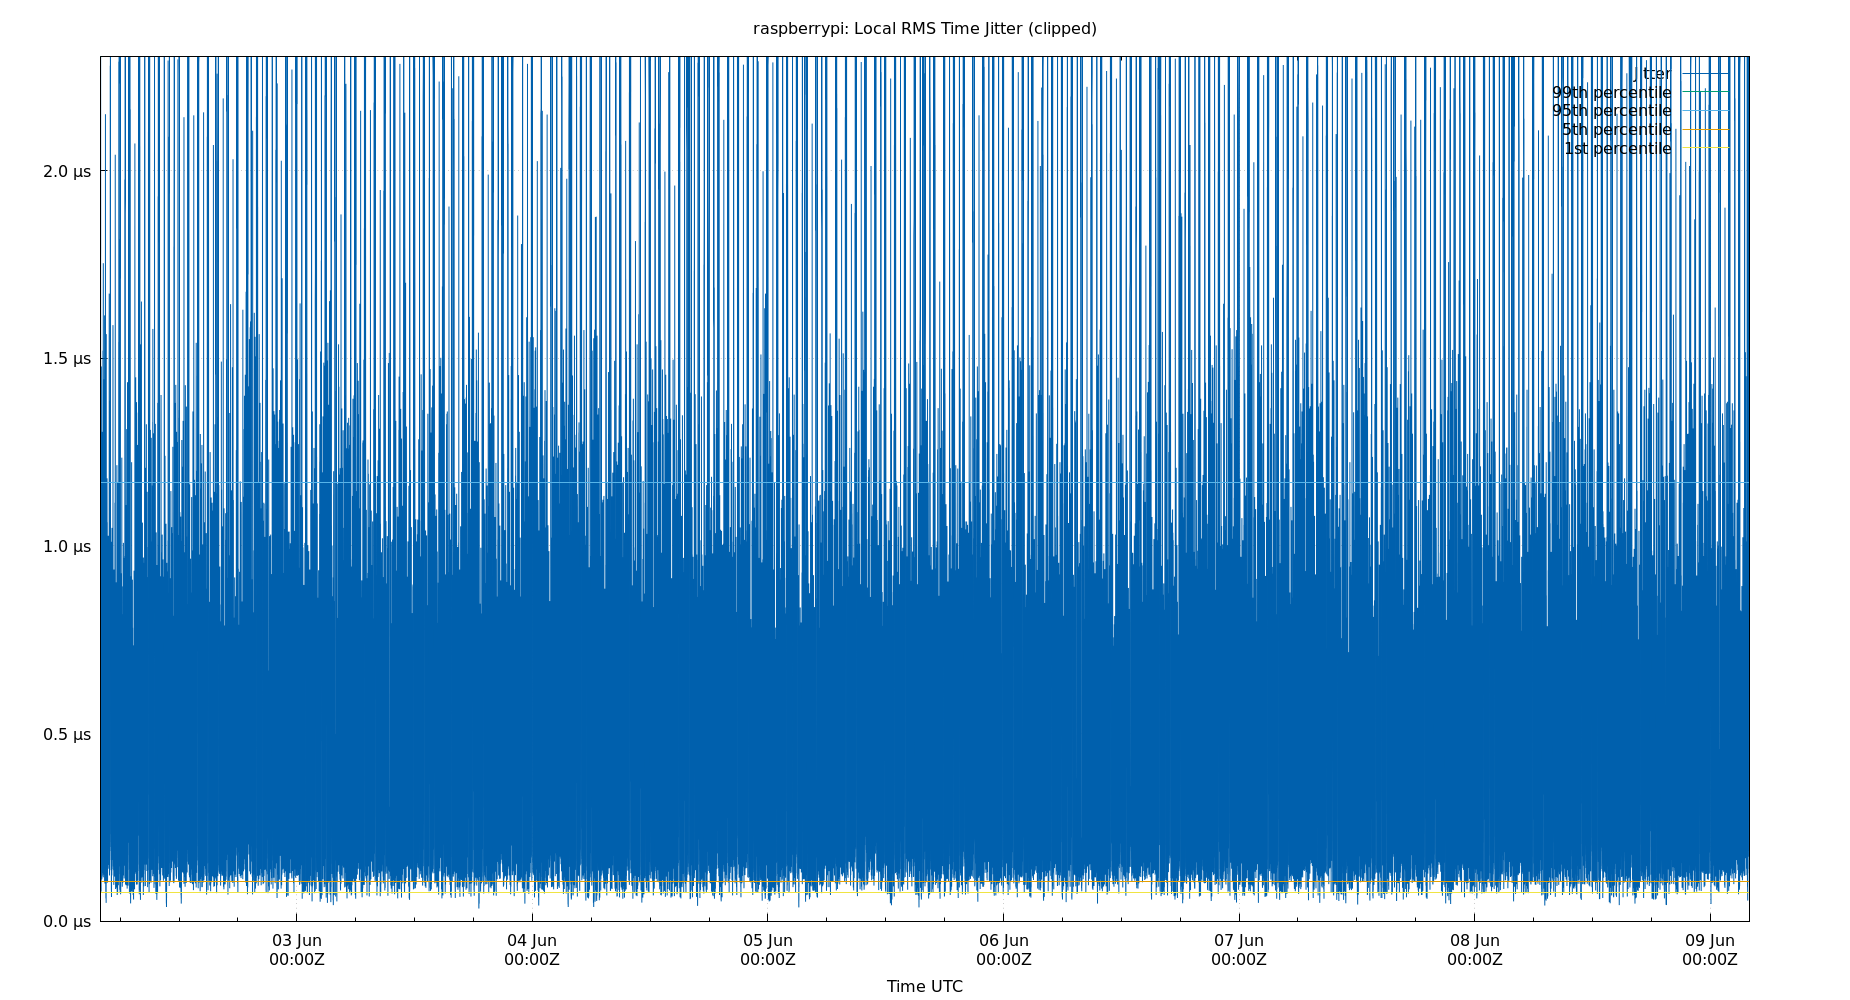 raspberrypi: Local RMS Time Jitter (clipped)
Jitter
99th percentile
95th percentile
5th percentile
1st percentile
2.0 µs
1.5 µs
1.0 µs
0.5 µs
0.0 µs
03 Jun 04 Jun 05 Jun 06 Jun 07 Jun 08 Jun 09 Jun
00:00Z 00:00Z 00:00Z 00:00Z 00:00Z 00:00Z 00:00Z
Time UTC